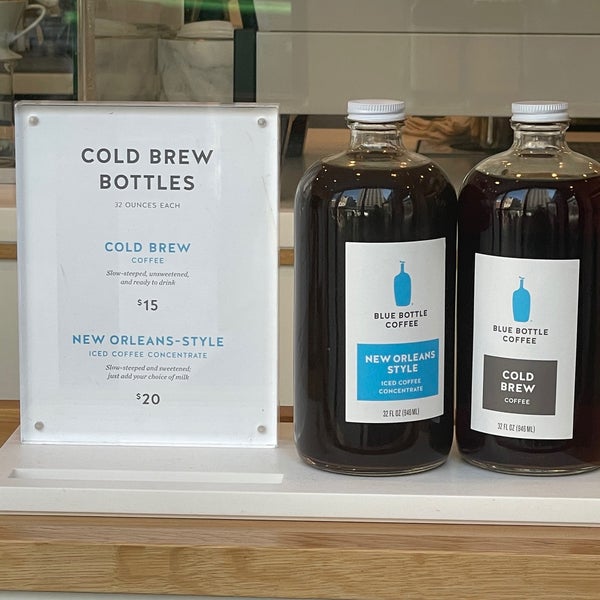 COLD BREW
BOTTLES
32 OUNCES EACH
COLD BREW
COFFEE
Slow-steeped, unsweetened,
and ready to drink
$15
NEW ORLEANS-STYLE
ICED COFFEE CONCENTRATE
Slow-steeped and sweetened;
just add your choice of milk
$20
BLUE BOTTLE
COFFEE
NEW ORLEANS
STYLE
ICED COFFEE
CONCENTRATE
32 FL OZ (946 ML)
BLUE BOTTLE
COFFEE
COLD
BREW
COFFEE
32 FL OZ (946 ML)